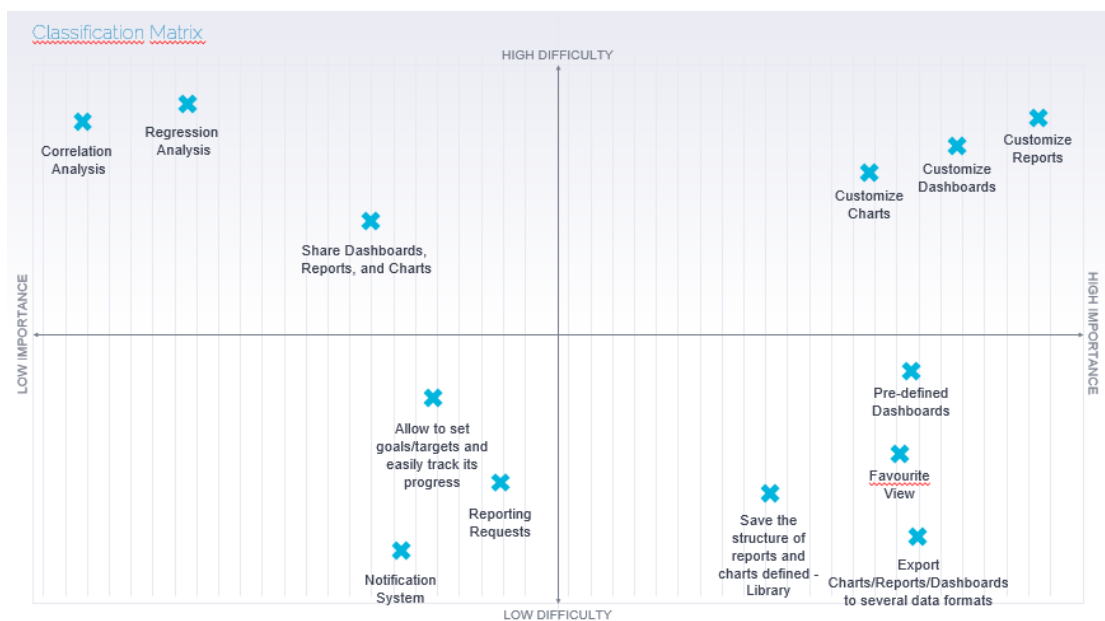 Classification Matrix
HIGH DIFFICULTY
Correlation
Analysis
Regression
Analysis
Share Dashboards,
Reports, and Charts
Customize
Charts
Customize
Dashboards
Customize
Reports
LOW IMPORTANCE
HIGH IMPORTANCE
Allow to set
goals/targets and
easily track its
progress
Reporting
Requests
Notification
System
Pre-defined
Dashboards
Favourite
View
Save the
structure of
reports and
charts defined -
Library
Export
Charts/Reports/Dashboards
to several data formats
LOW DIFFICULTY